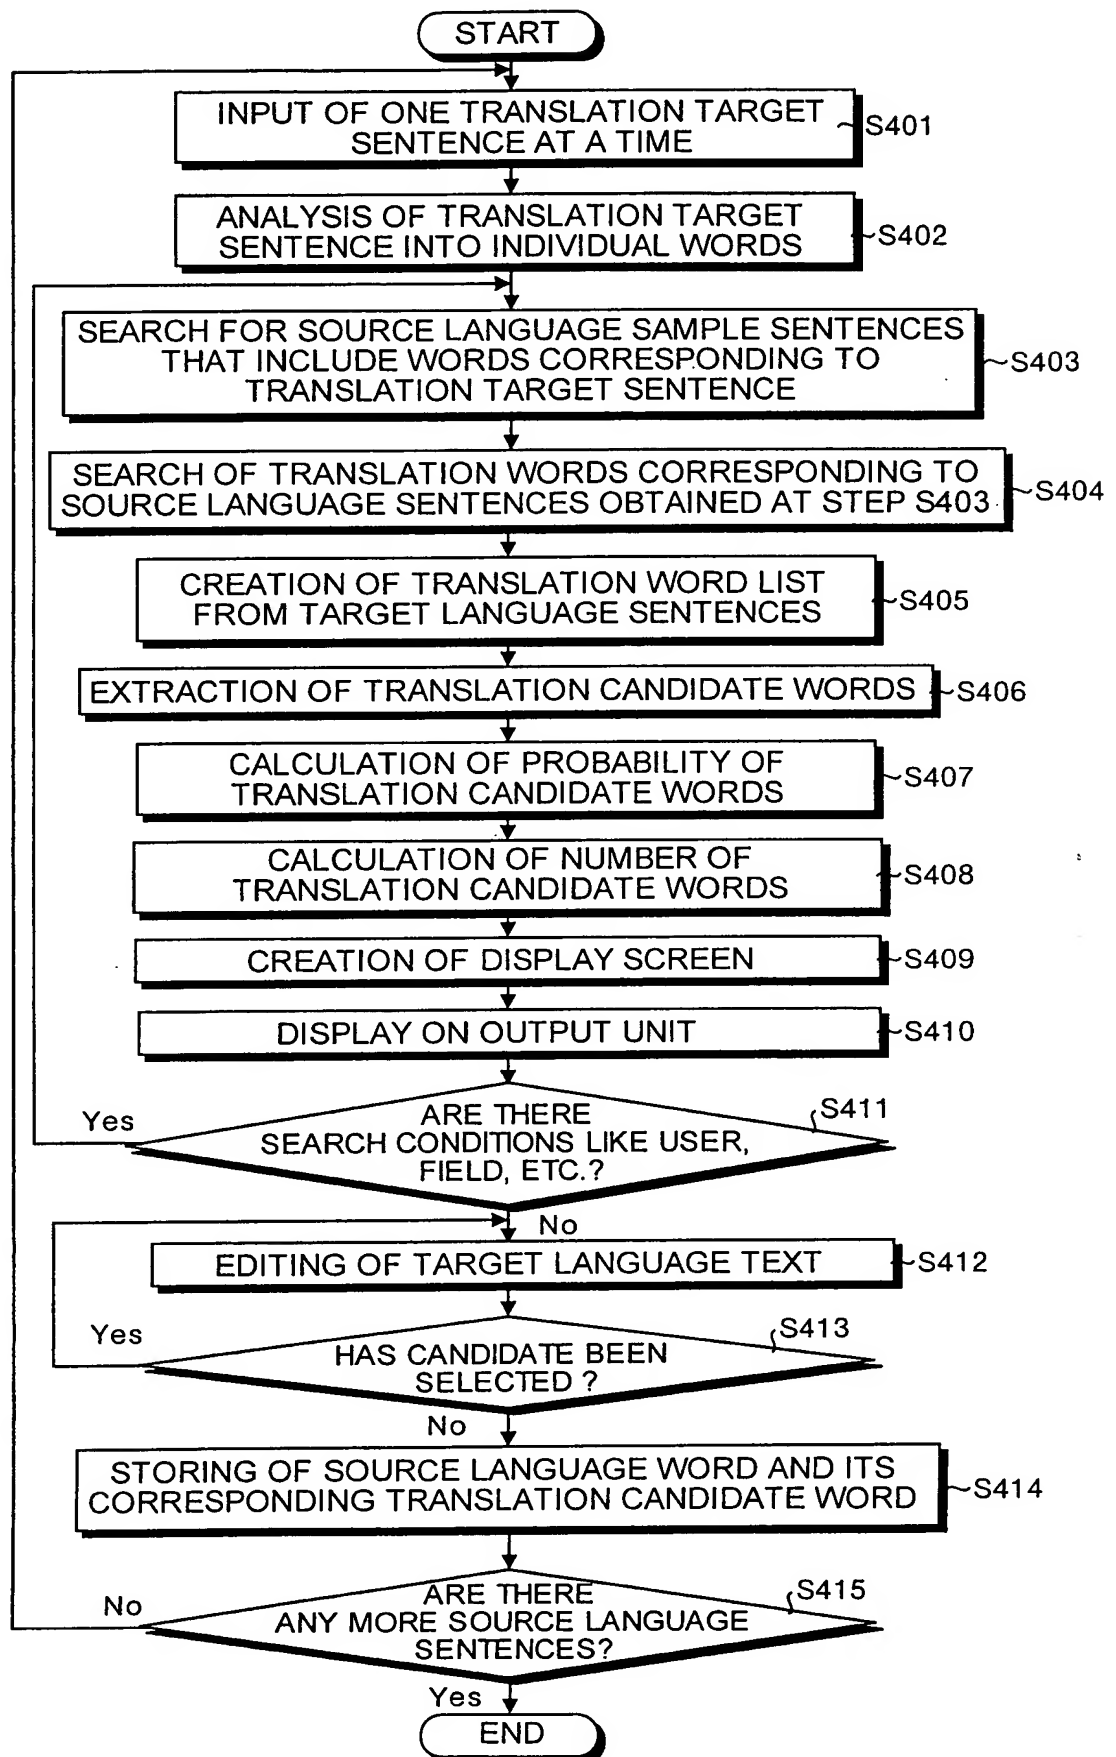 START
INPUT OF ONE TRANSLATION TARGET
SENTENCE AT A TIME
S401
ANALYSIS OF TRANSLATION TARGET
SENTENCE INTO INDIVIDUAL WORDS
S402
SEARCH FOR SOURCE LANGUAGE SAMPLE SENTENCES
THAT INCLUDE WORDS CORRESPONDING TO
TRANSLATION TARGET SENTENCE
S403
SEARCH OF TRANSLATION WORDS CORRESPONDING TO
SOURCE LANGUAGE SENTENCES OBTAINED AT STEP S403
S404
CREATION OF TRANSLATION WORD LIST
FROM TARGET LANGUAGE SENTENCES
S405
EXTRACTION OF TRANSLATION CANDIDATE WORDS
S406
CALCULATION OF PROBABILITY OF
TRANSLATION CANDIDATE WORDS
S407
CALCULATION OF NUMBER OF
TRANSLATION CANDIDATE WORDS
S408
CREATION OF DISPLAY SCREEN
S409
DISPLAY ON OUTPUT UNIT
S410
Yes
ARE THERE
SEARCH CONDITIONS LIKE USER,
FIELD, ETC.?
S411
No
EDITING OF TARGET LANGUAGE TEXT
S412
Yes
HAS CANDIDATE BEEN
SELECTED ?
S413
No
STORING OF SOURCE LANGUAGE WORD AND ITS
CORRESPONDING TRANSLATION CANDIDATE WORD
S414
No
ARE THERE
ANY MORE SOURCE LANGUAGE
SENTENCES?
S415
Yes
END